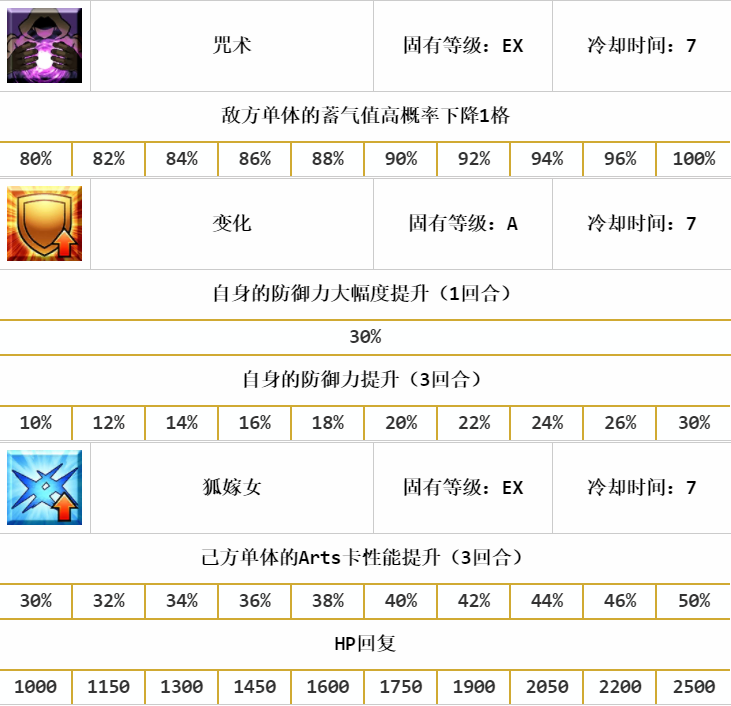 咒术 固有等级：EX 冷却时间：7
敌方单体的蓄气值高概率下降1格
80% 82% 84% 86% 88% 90% 92% 94% 96% 100%
变化 固有等级：A 冷却时间：7
自身的防御力大幅度提升（1回合）
30%
自身的防御力提升（3回合）
10% 12% 14% 16% 18% 20% 22% 24% 26% 30%
狐嫁女 固有等级：EX 冷却时间：7
己方单体的Arts卡性能提升（3回合）
30% 32% 34% 36% 38% 40% 42% 44% 46% 50%
HP回复
1000 1150 1300 1450 1600 1750 1900 2050 2200 2500